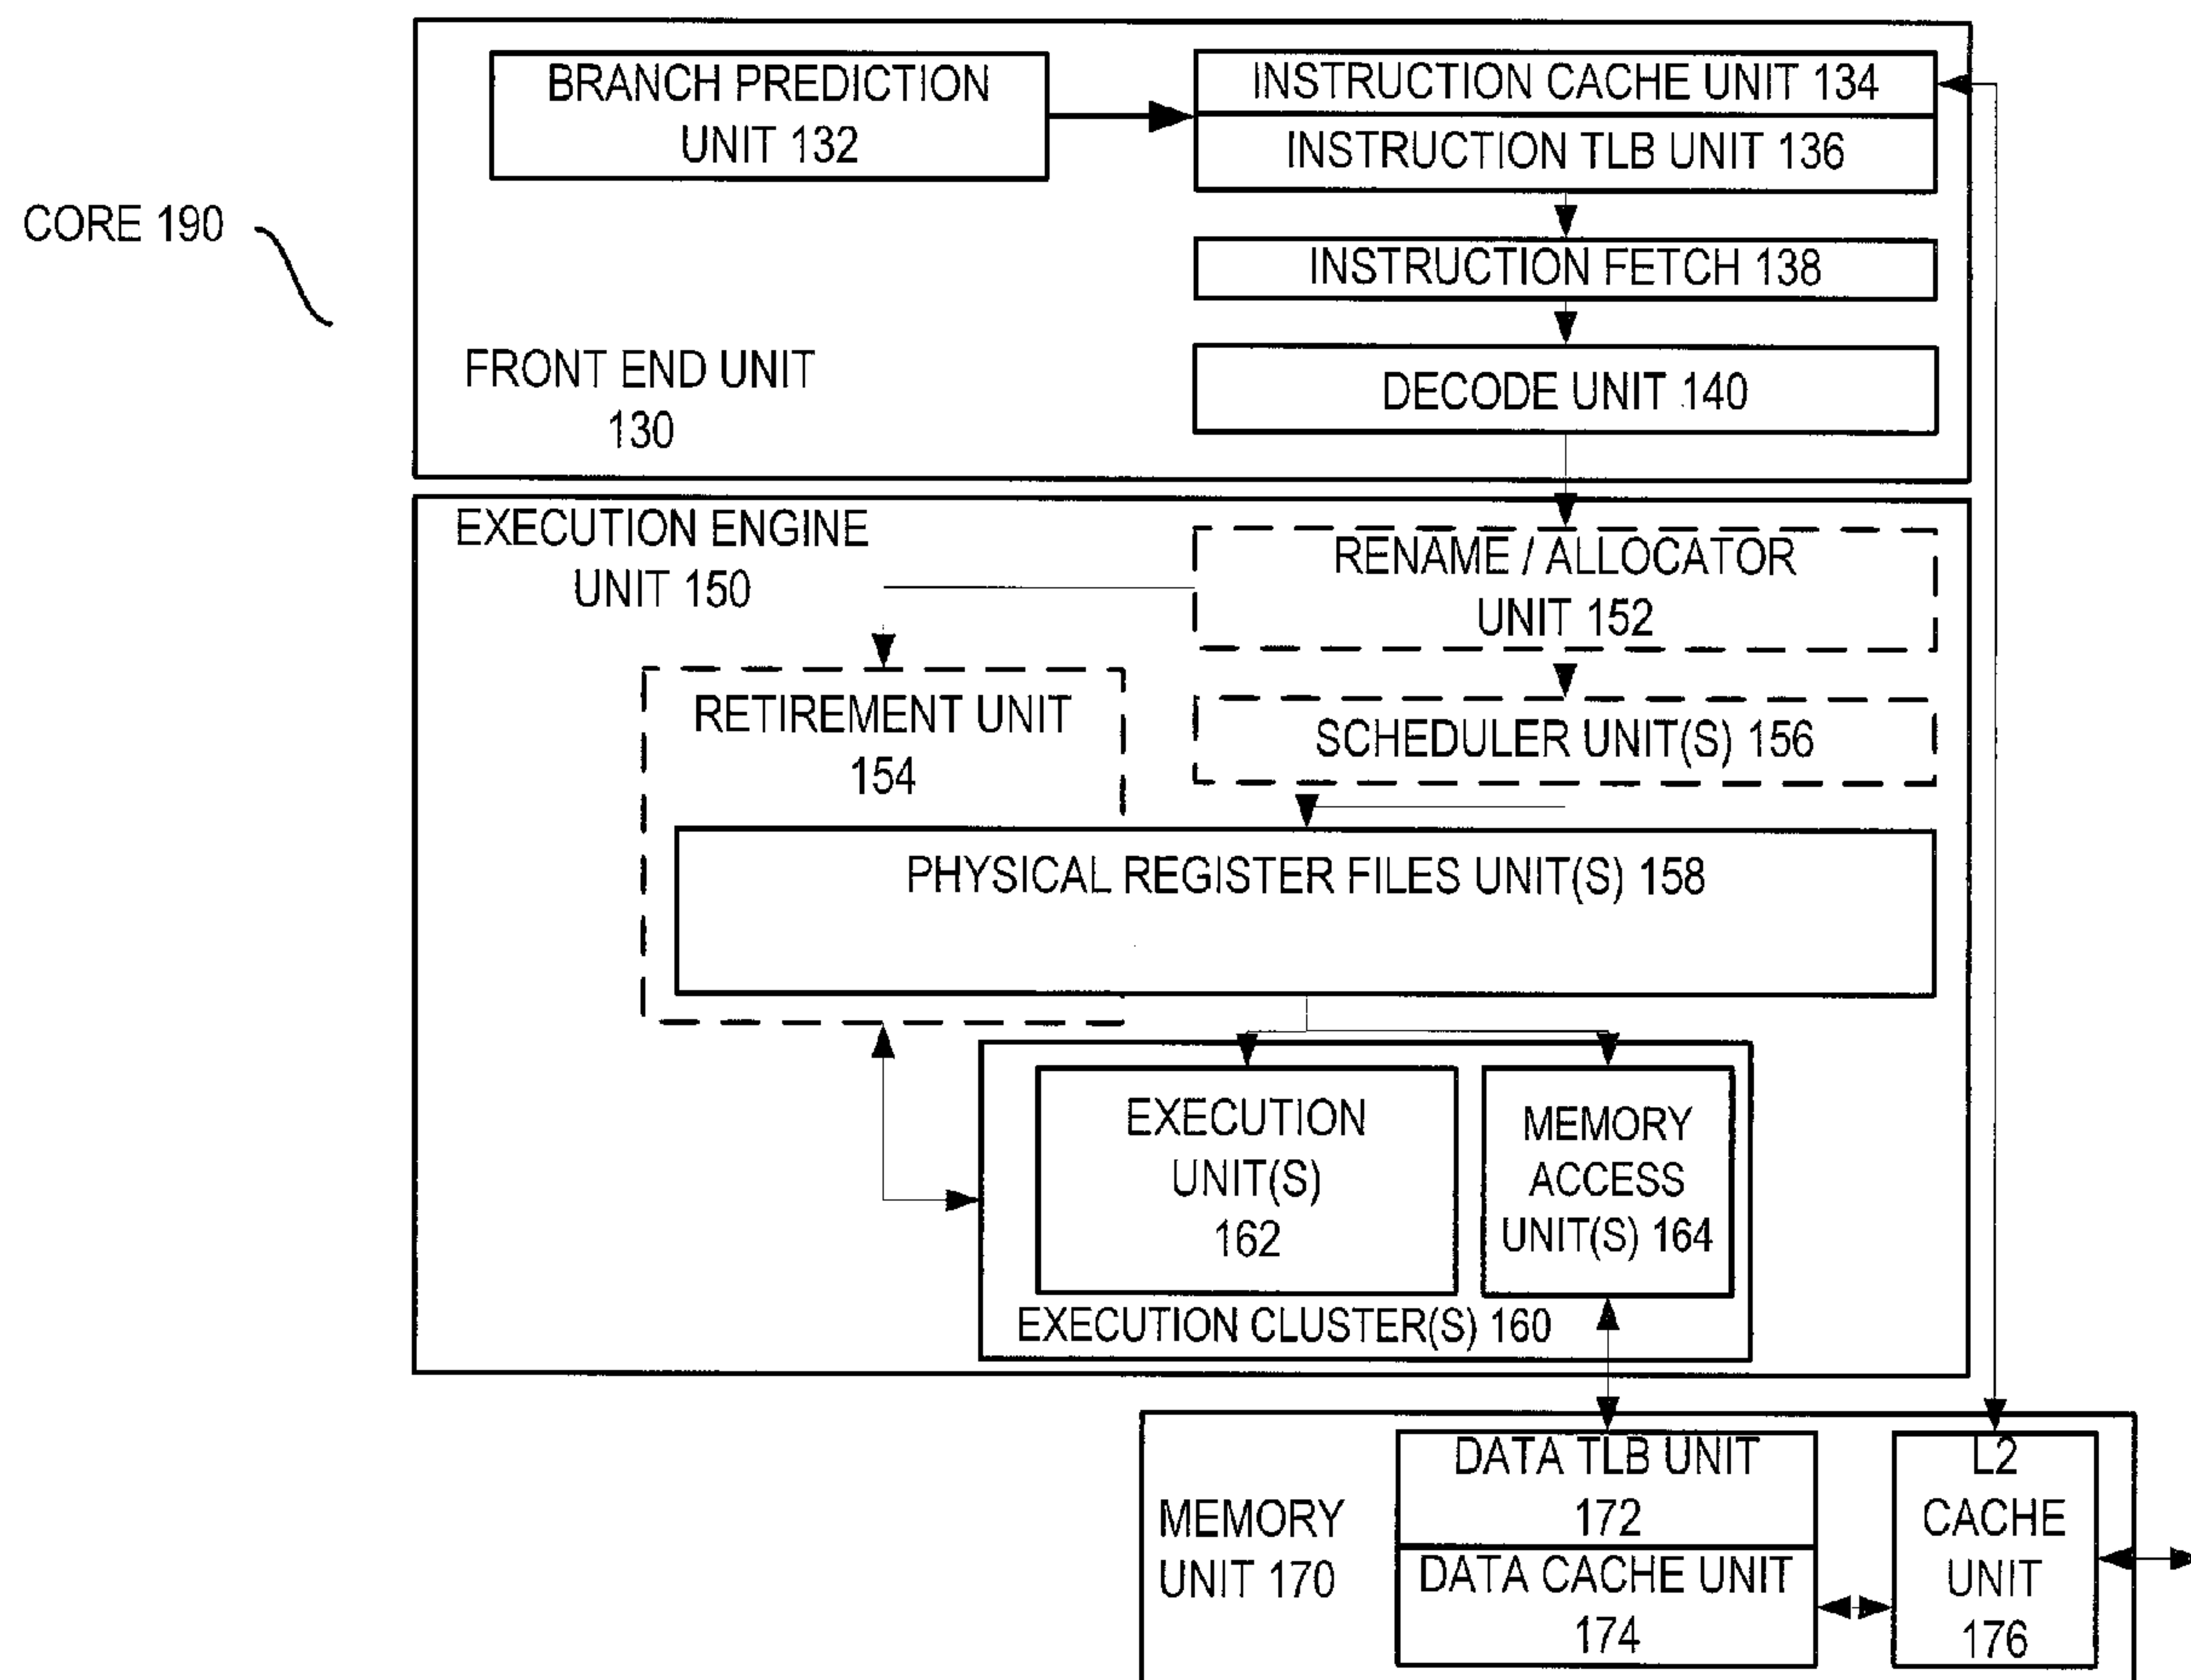 BRANCH PREDICTION
UNIT 132
INSTRUCTION CACHE UNIT 134
INSTRUCTION TLB UNIT 136
CORE 190
INSTRUCTION FETCH 138
FRONT END UNIT
130
DECODE UNIT 140
EXECUTION ENGINE
UNIT 150
RENAME / ALLOCATOR
UNIT 152
RETIREMENT UNIT
154
SCHEDULER UNIT(S) 156
PHYSICAL REGISTER FILES UNIT(S) 158
EXECUTION
UNIT(S)
162
MEMORY
ACCESS
UNIT(S) 164
EXECUTION CLUSTER(S) 160
MEMORY
UNIT 170
DATA TLB UNIT
172
DATA CACHE UNIT
174
L2
CACHE
UNIT
176